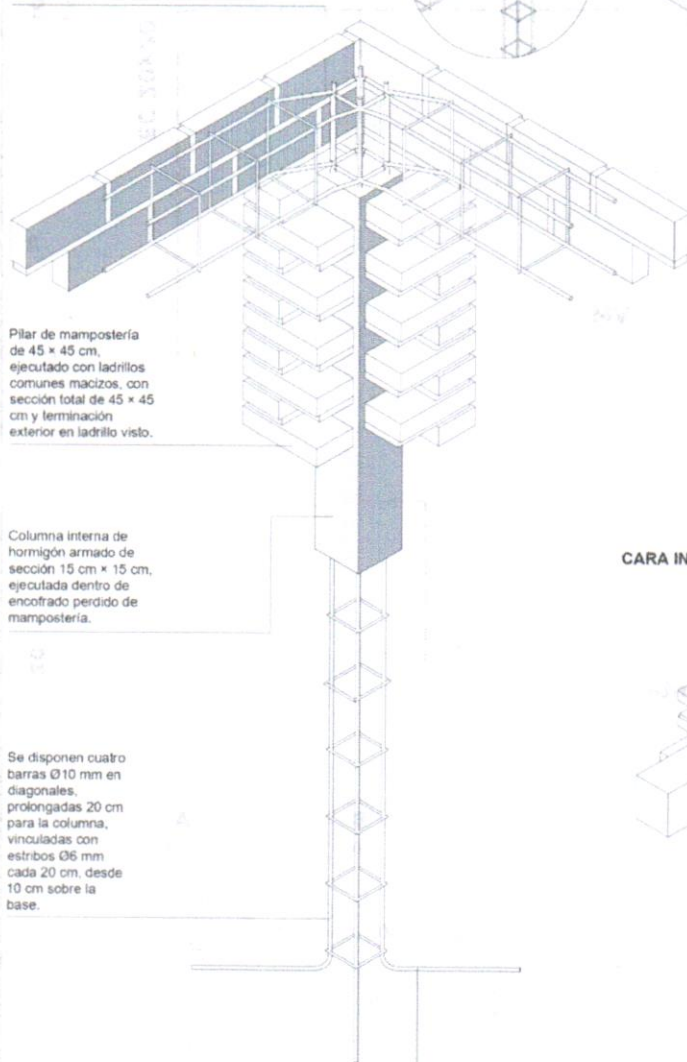 Pilar de mampostería
de 45 × 45 cm,
ejecutado con ladrillos
comunes macizos, con
sección total de 45 × 45
cm y terminación
exterior en ladrillo visto.
Columna interna de
hormigón armado de
sección 15 cm × 15 cm,
ejecutada dentro de
encofrado perdido de
mampostería.
CARA IN
Se disponen cuatro
barras Ø10 mm en
diagonales,
prolongadas 20 cm
para la columna,
vinculadas con
estribos Ø6 mm
cada 20 cm, desde
10 cm sobre la
base.